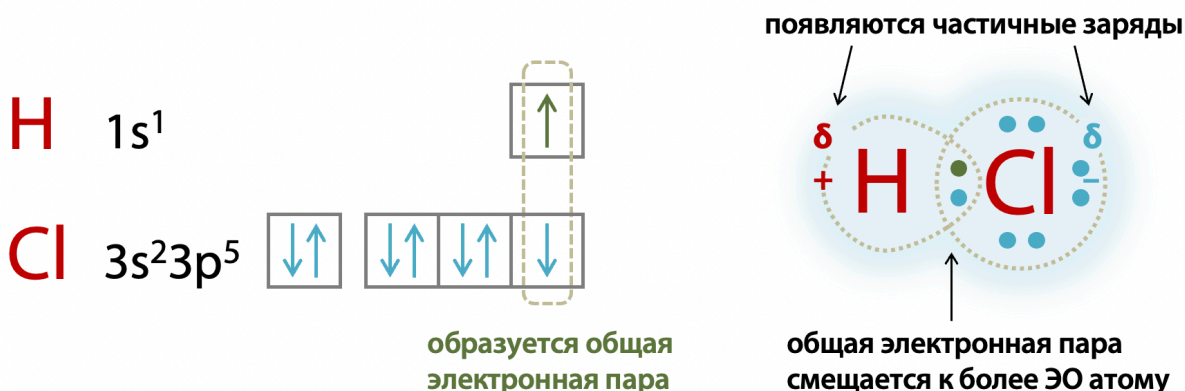 появляются частичные заряды
H 1s¹
δ δ
+ H Cl –
Cl 3s²3p⁵
образуется общая
электронная пара
общая электронная пара
смещается к более ЭО атому